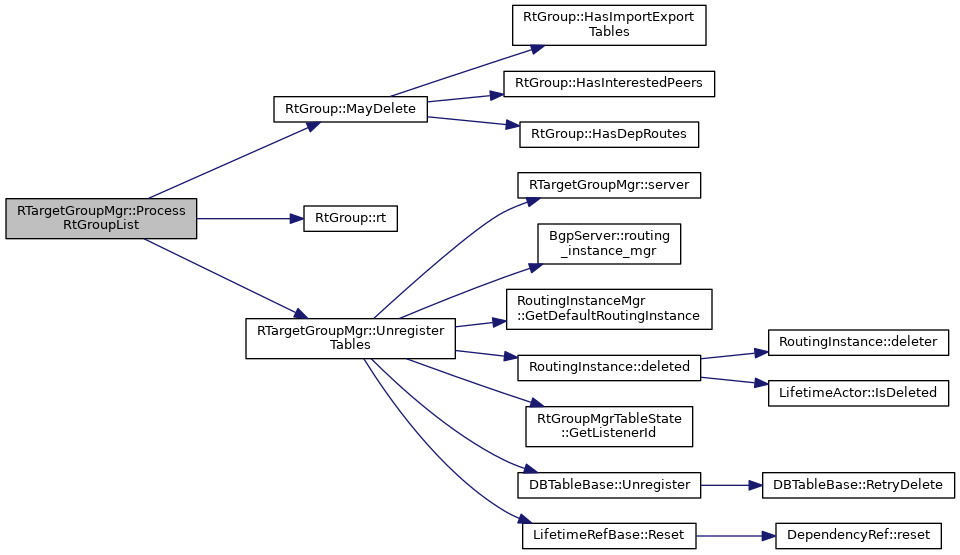 RtGroup::HasImportExport
Tables
RtGroup::HasInterestedPeers
RtGroup::MayDelete
RtGroup::HasDepRoutes
RTargetGroupMgr::server
RTargetGroupMgr::Process
RtGroupList
RtGroup::rt
BgpServer::routing
_instance_mgr
RoutingInstanceMgr
::GetDefaultRoutingInstance
RTargetGroupMgr::Unregister
Tables
RoutingInstance::deleter
RoutingInstance::deleted
LifetimeActor::IsDeleted
RtGroupMgrTableState
::GetListenerId
DBTableBase::Unregister
DBTableBase::RetryDelete
LifetimeRefBase::Reset
DependencyRef::reset